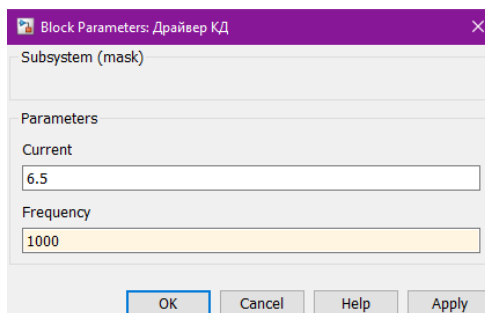 Block Parameters: Драйвер КД
Subsystem (mask)
Parameters
Current
6.5
Frequency
1000
OK Cancel Help Apply